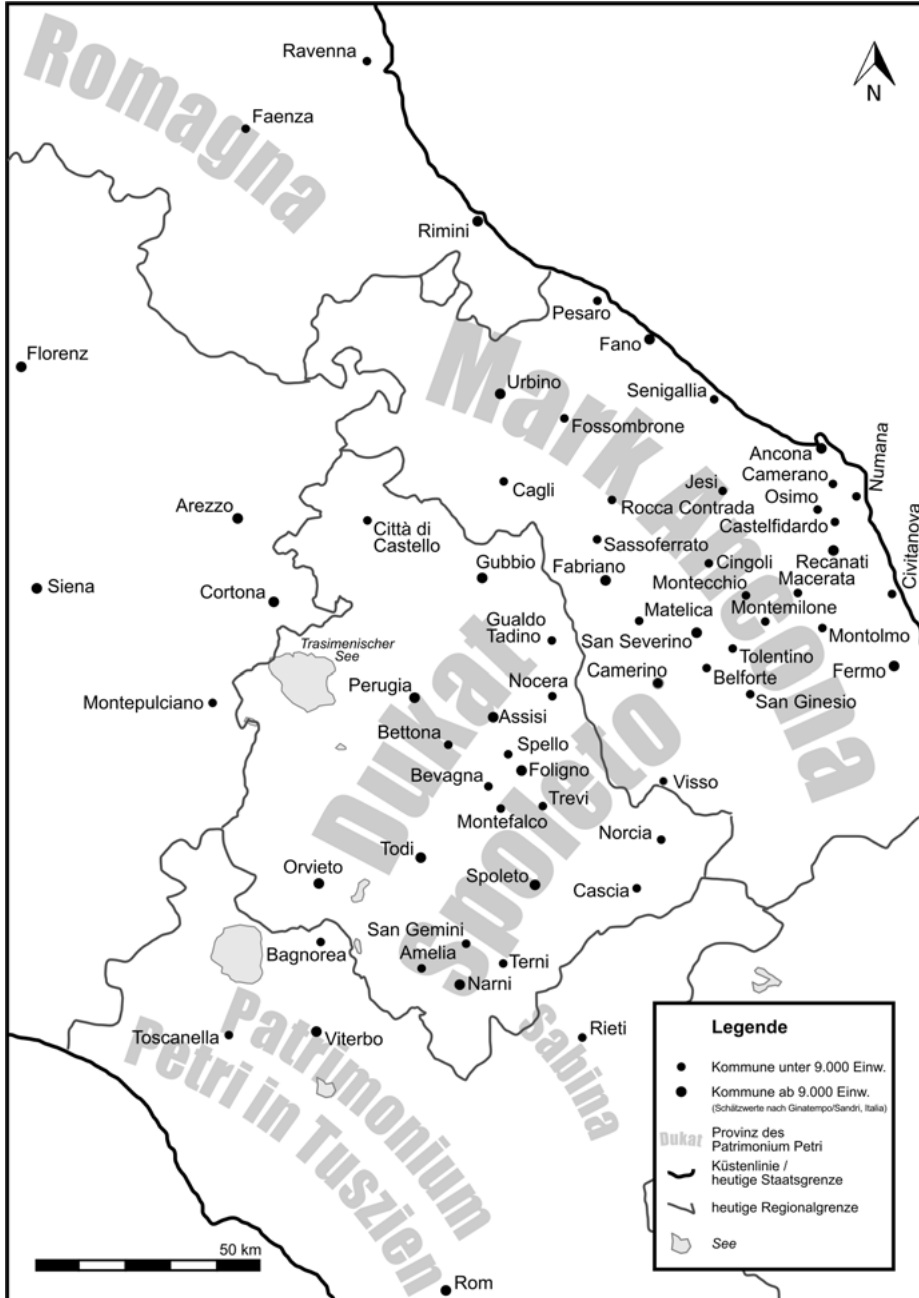 Romagna
Ravenna
N
Faenza
Rimini
Pesaro
Florenz
Fano
Mark Ancona
Urbino
Senigallia
Fossombrone
Ancona
Camerano
Numana
Cagli
Jesi
Osimo
Rocca Contrada
Castelfidardo
Arezzo
Città di
Castello
Sassoferrato
Gubbio
Fabriano
Cingoli
Recanati
Civitanova
Siena
Cortona
Montecchio
Macerata
Matelica
Montemilone
Gualdo
Tadino
San Severino
Montolmo
Trasimenischer
See
Tolentino
Camerino
Belforte
Fermo
Perugia
Nocera
San Ginesio
Montepulciano
Assisi
Bettona
Spello
Dukat
Spoleto
Bevagna
Foligno
Visso
Trevi
Montefalco
Norcia
Todi
Orvieto
Spoleto
Cascia
San Gemini
Bagnorea
Amelia
Terni
Narni
Patrimonium
Petri in Tuszien
Sabina
Toscanella
Viterbo
Rieti
Rom
50 km
Legende
Kommune unter 9.000 Einw.
Kommune ab 9.000 Einw.
(Schätzwerte nach Ginatempo/Sandri, Italia)
Dukat
Provinz des
Patrimonium Petri
Küstenlinie /
heutige Staatsgrenze
heutige Regionalgrenze
See